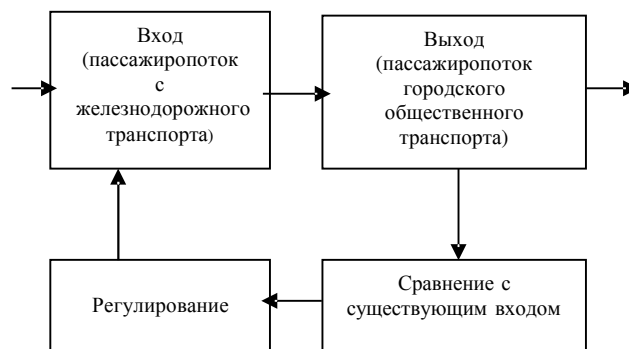 Вход
(пассажиропоток
с
железнодорожного
транспорта)
Выход
(пассажиропоток
городского
общественного
транспорта)
Регулирование
Сравнение с
существующим входом